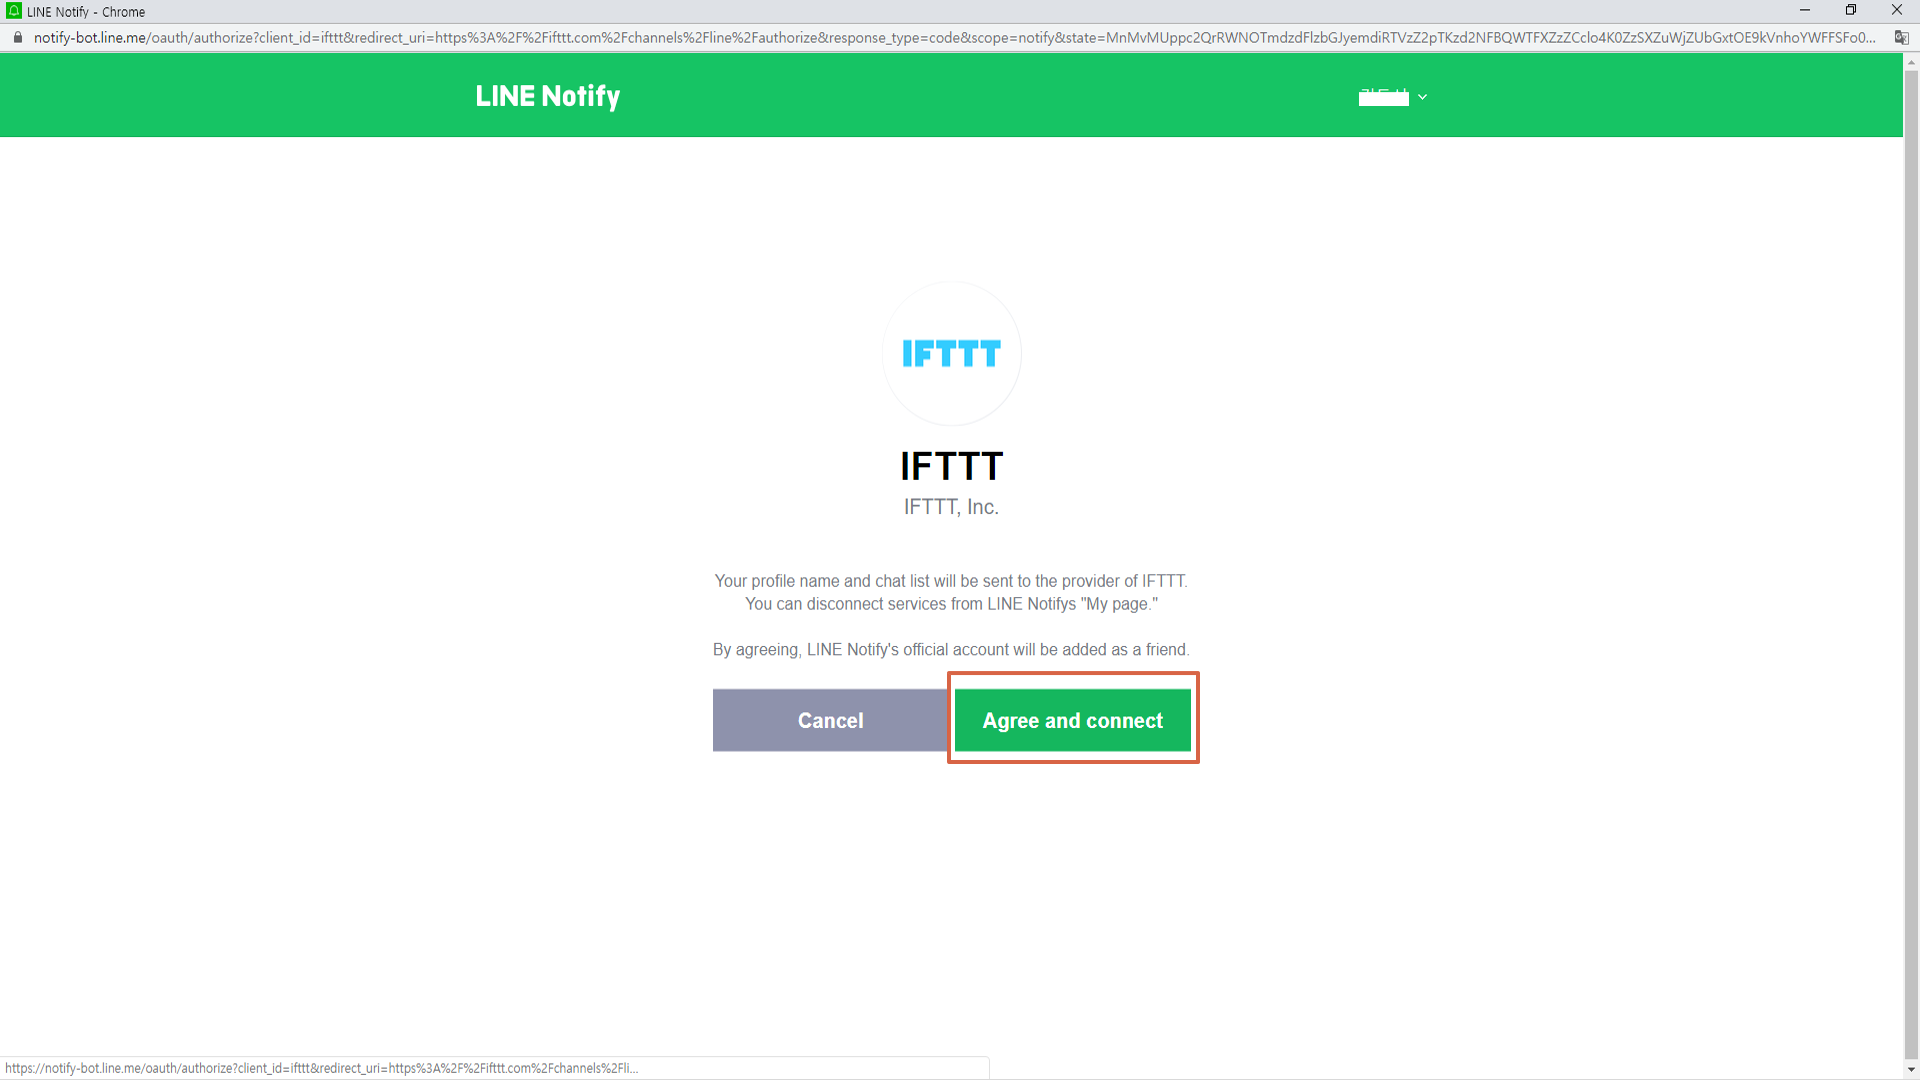 LINE Notify - Chrome
notify-bot.line.me/oauth/authorize?client_id=ifttt&redirect_uri=https%3A%2F%2Fifttt.com%2Fchannels%2Fline%2Fauthorize&response_type=code&scope=notify&state=MnMvMUppc2QrRWNOTmdzdFlzbGJyemdiRTVzZ2pTKzd2NFBQWTFXZzZCclo4K0ZzSXZuWjZUbGxtOE9kVnhoYWFFSFo0...
LINE Notify
IFTTT
IFTTT
IFTTT, Inc.
Your profile name and chat list will be sent to the provider of IFTTT.
You can disconnect services from LINE Notifys "My page."
By agreeing, LINE Notify's official account will be added as a friend.
Cancel
Agree and connect
https://notify-bot.line.me/oauth/authorize?client_id=ifttt&redirect_uri=https%3A%2F%2Fifttt.com%2Fchannels%2Fli...